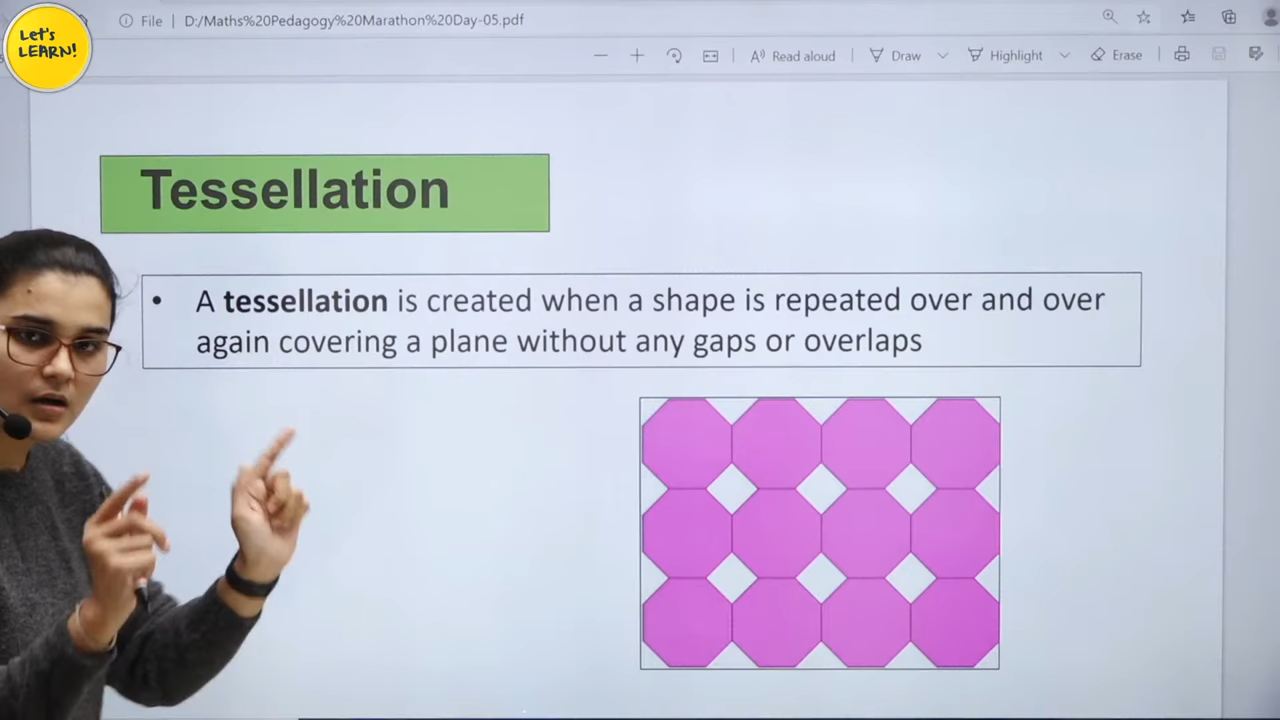 Let's
LEARN!
File | D:/Maths%20Pedagogy%20Marathon%20Day-05.pdf
Read aloud | Draw Highlight Erase
Tessellation
• A tessellation is created when a shape is repeated over and over
again covering a plane without any gaps or overlaps